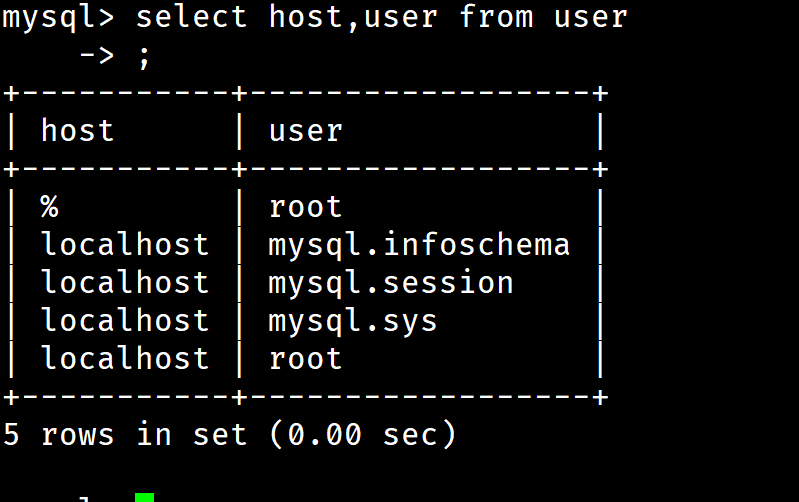 mysql> select host,user from user
    -> ;
+-----------+------------------+
| host      | user             |
+-----------+------------------+
| %         | root             |
| localhost | mysql.infoschema |
| localhost | mysql.session    |
| localhost | mysql.sys        |
| localhost | root             |
+-----------+------------------+
5 rows in set (0.00 sec)